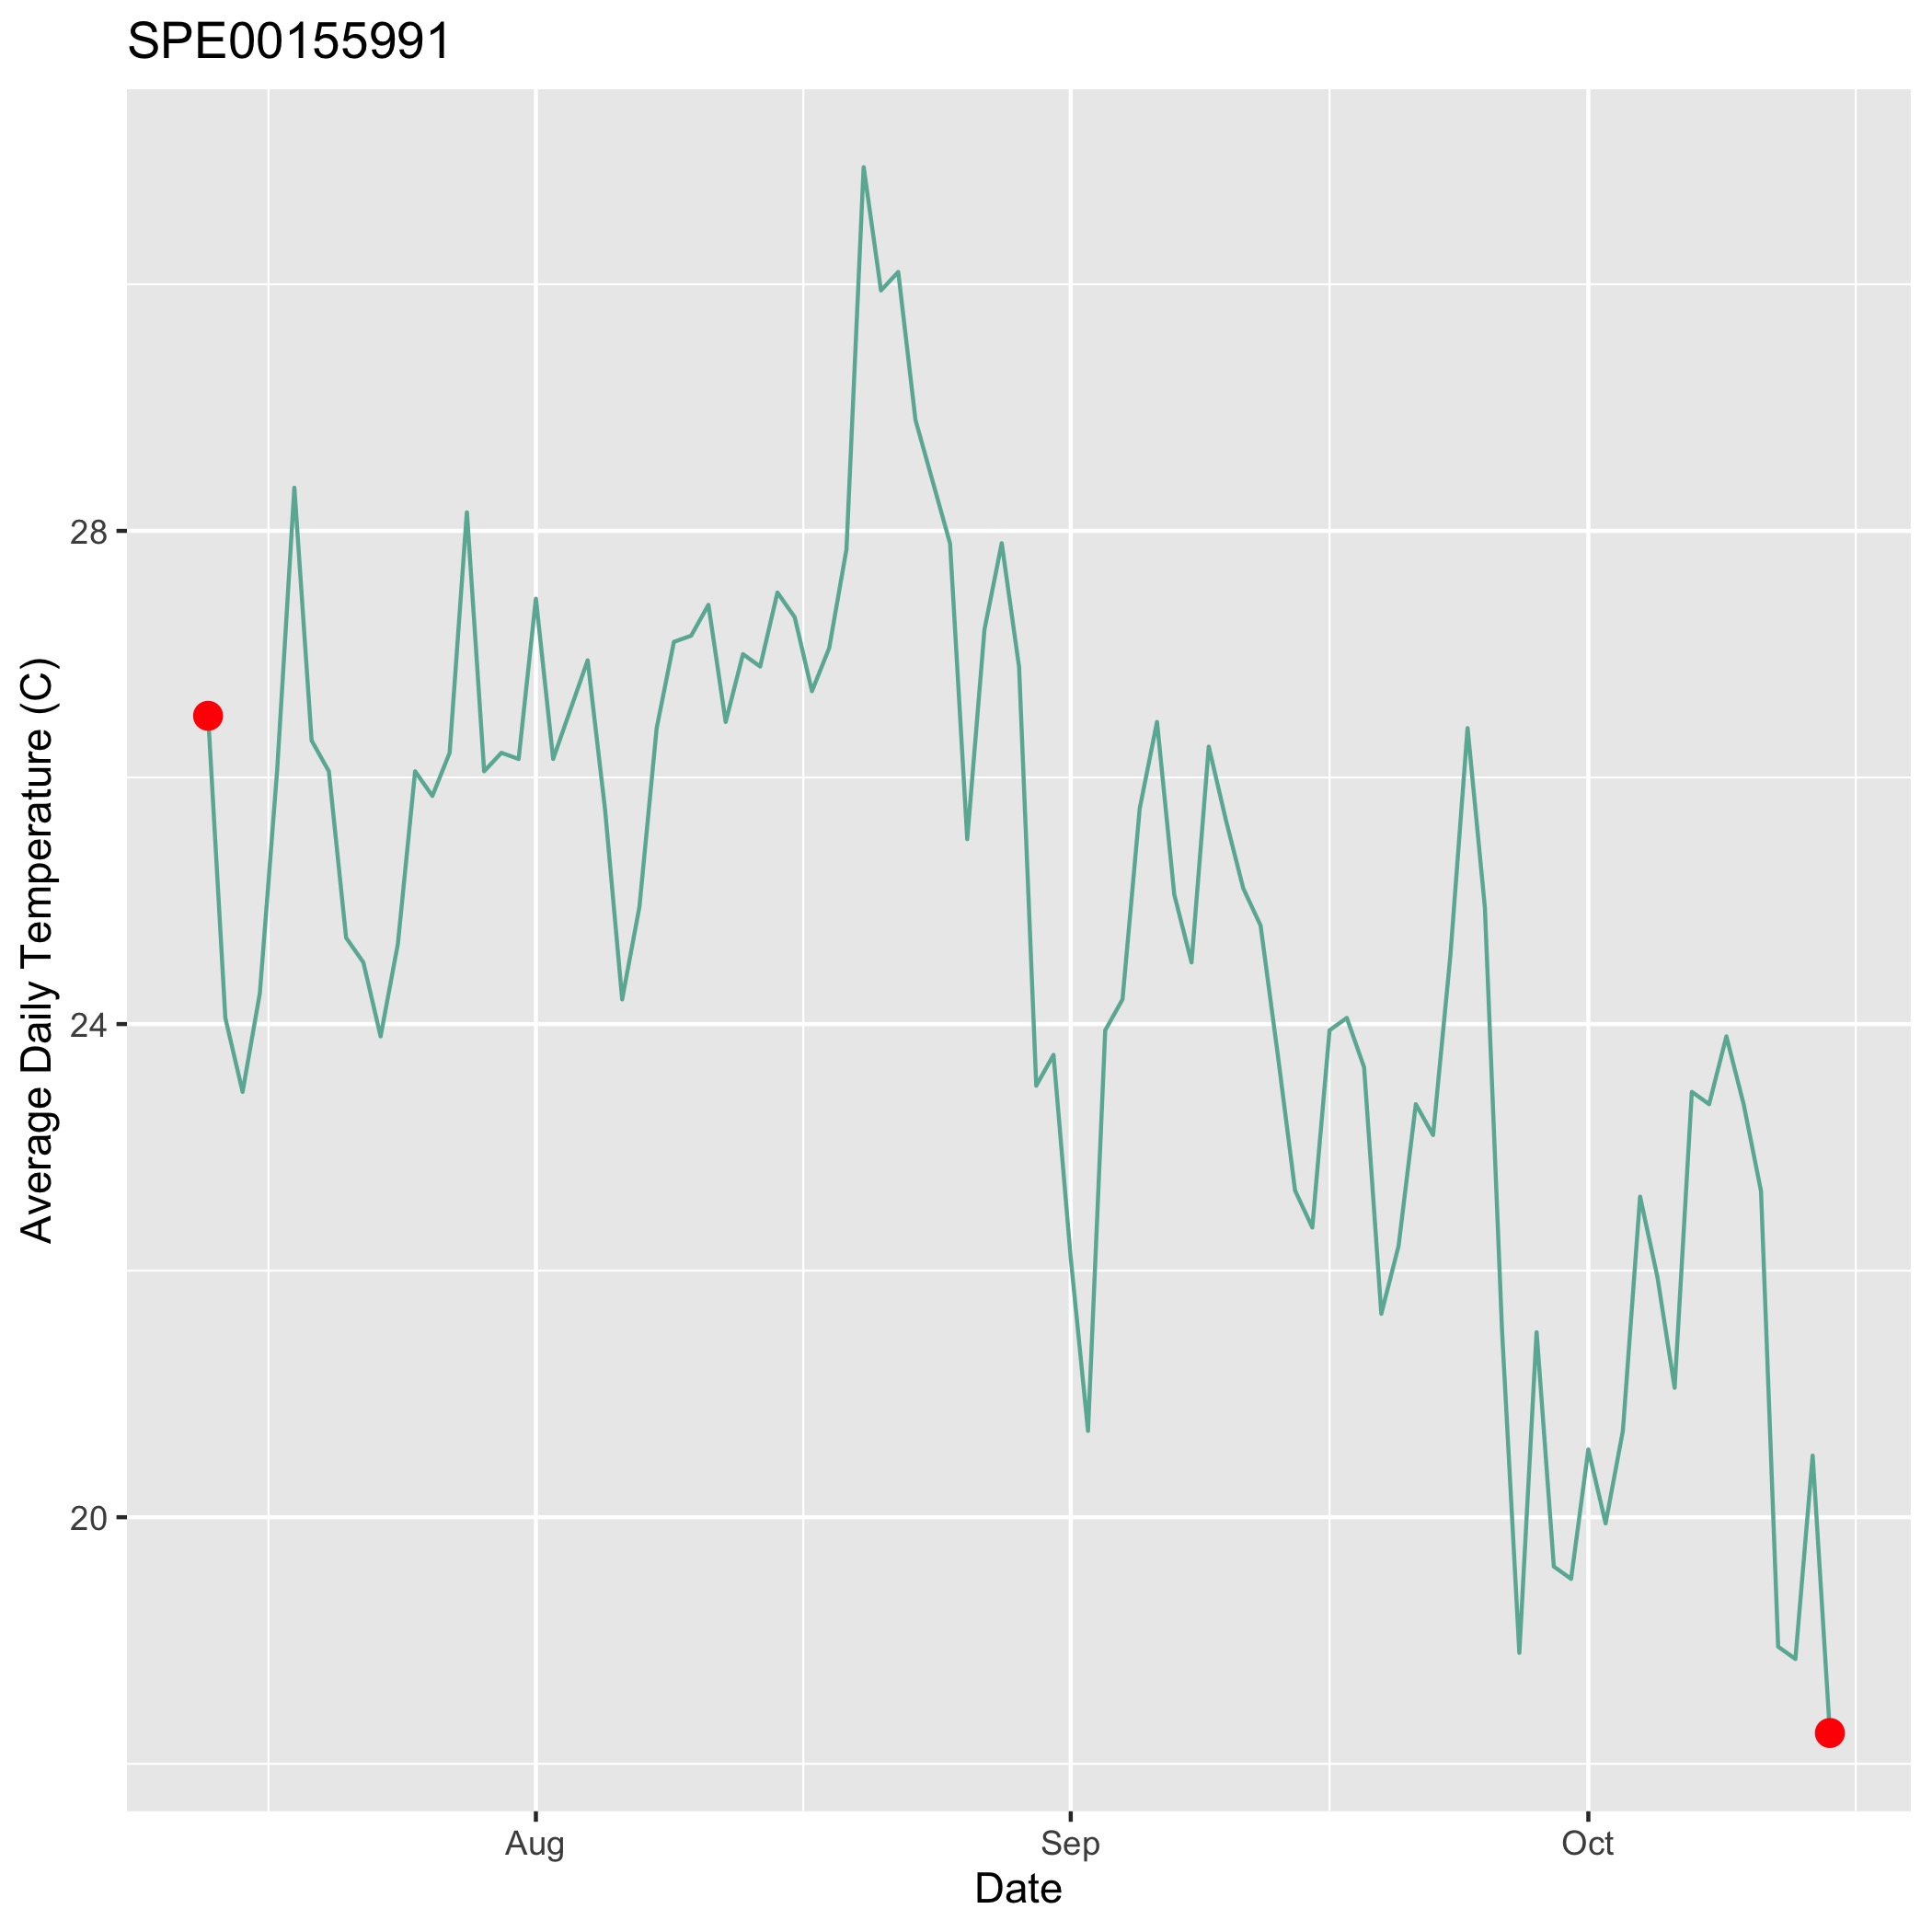 SPE00155991
Average Daily Temperature (C)
28
24
20
Aug
Sep
Oct
Date